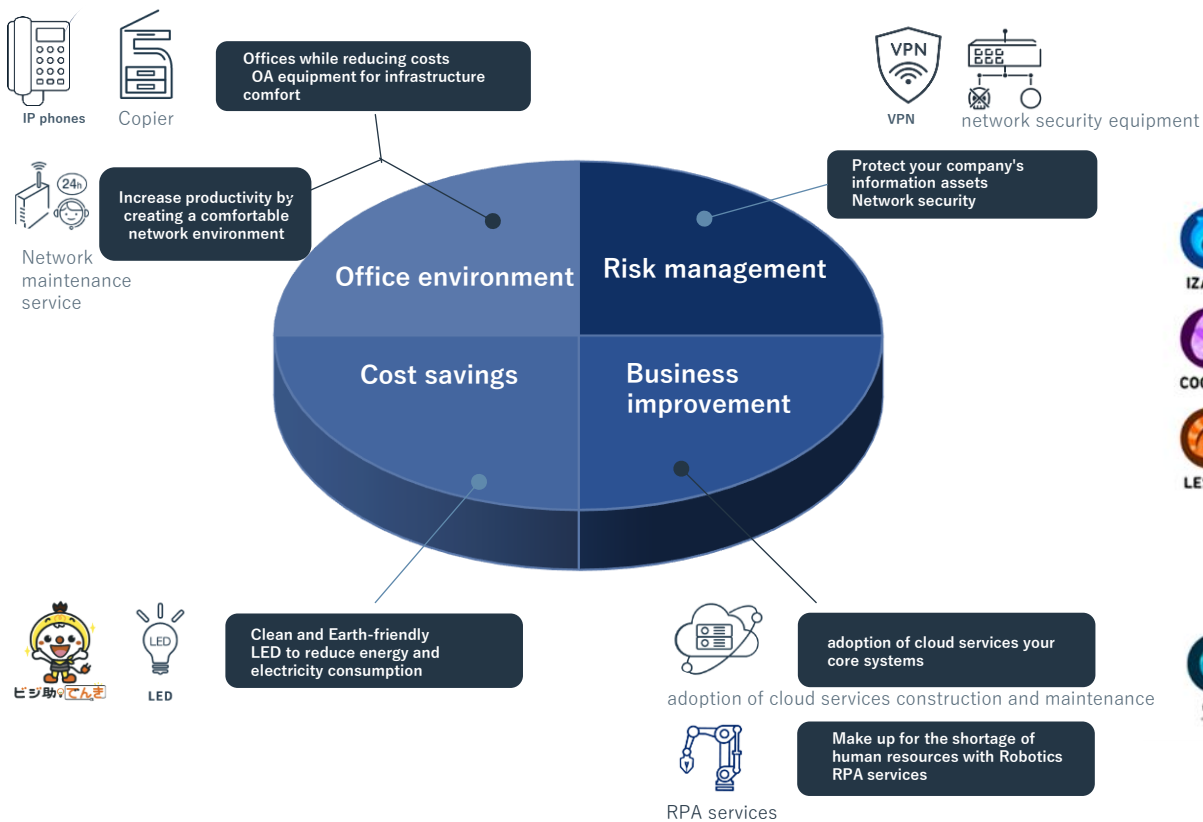 Offices while reducing costs
OA equipment for infrastructure
comfort
IP phones
Copier
VPN
VPN
network security equipment
Increase productivity by
creating a comfortable
network environment
24h
Network
maintenance
service
Protect your company's
information assets
Network security
Office environment
Risk management
Cost savings
Business
improvement
ビジ助でんき
LED
LED
Clean and Earth-friendly
LED to reduce energy and
electricity consumption
adoption of cloud services your
core systems
adoption of cloud services construction and maintenance
Make up for the shortage of
human resources with Robotics
RPA services
RPA services